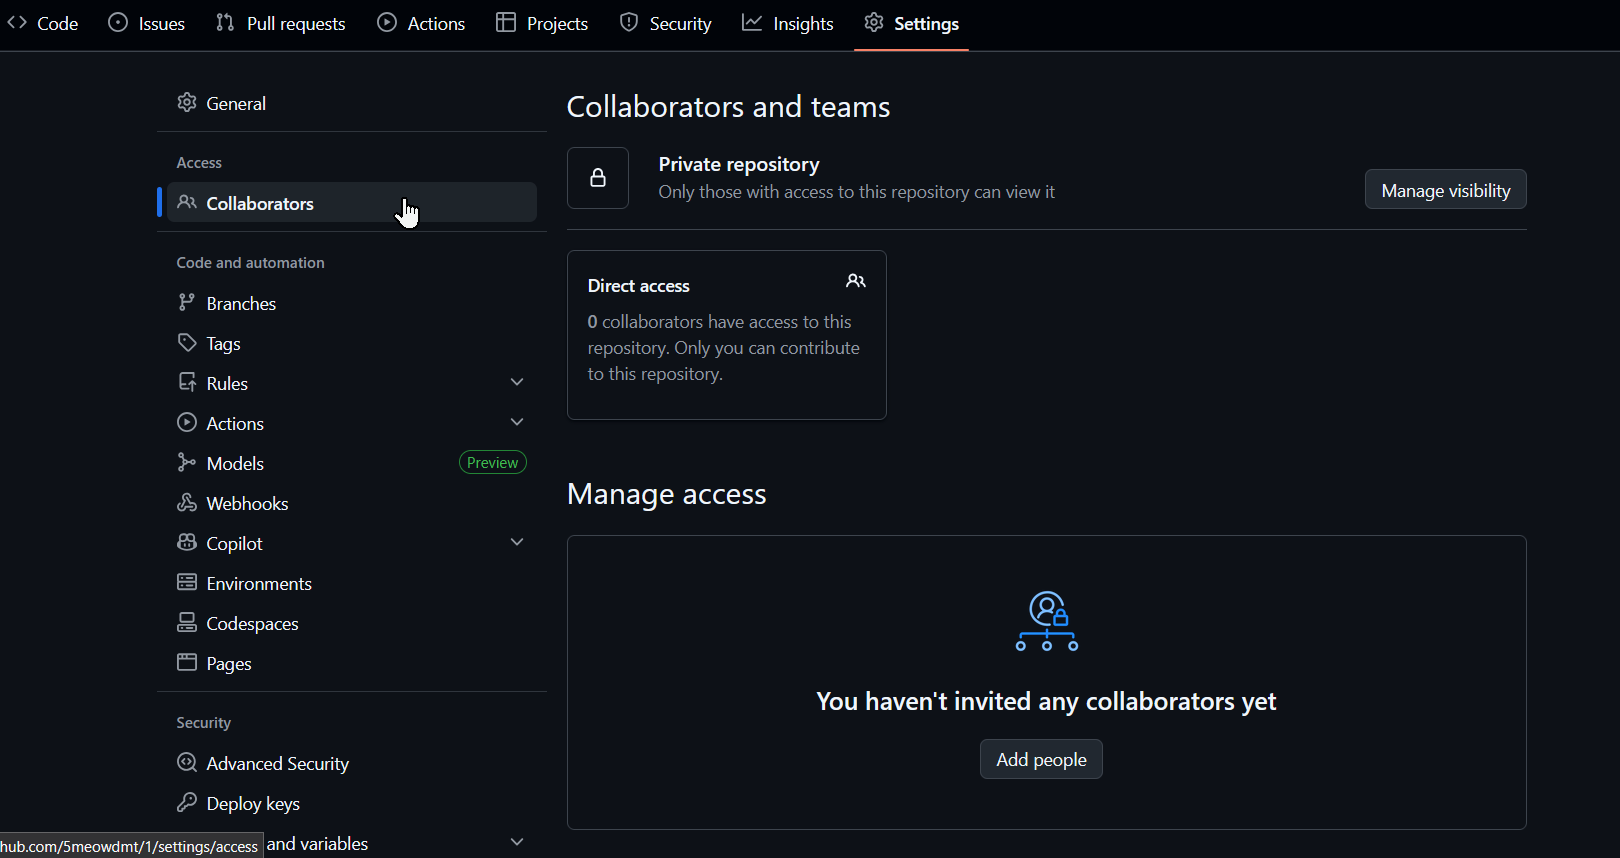 Code Issues Pull requests Actions Projects Security Insights Settings
General
Access
Collaborators
Code and automation
Branches
Tags
Rules
Actions
Models Preview
Webhooks
Copilot
Environments
Codespaces
Pages
Security
Advanced Security
Deploy keys
and variables
hub.com/5meowdmt/1/settings/access
Collaborators and teams
Private repository
Only those with access to this repository can view it
Manage visibility
Direct access
0 collaborators have access to this
repository. Only you can contribute
to this repository.
Manage access
You haven't invited any collaborators yet
Add people